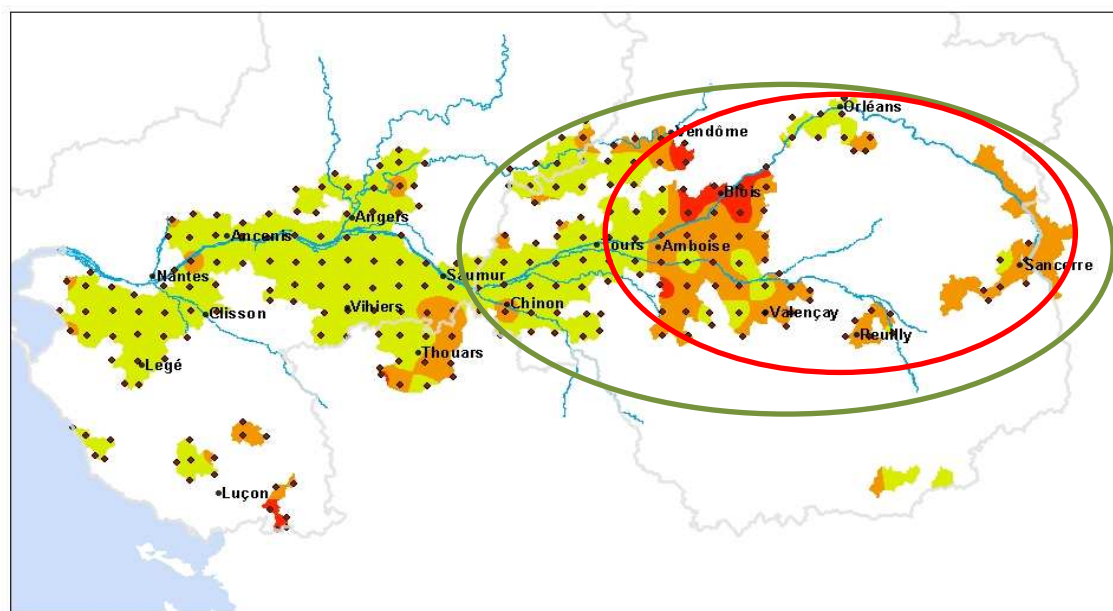 Orléans
Vendôme
Blois
Angers
Ancenis
Tours
Amboise
Sancerre
Nantes
Saumur
Chinon
Vihiers
Clisson
Valençay
Reuilly
Thouars
Legé
Luçon